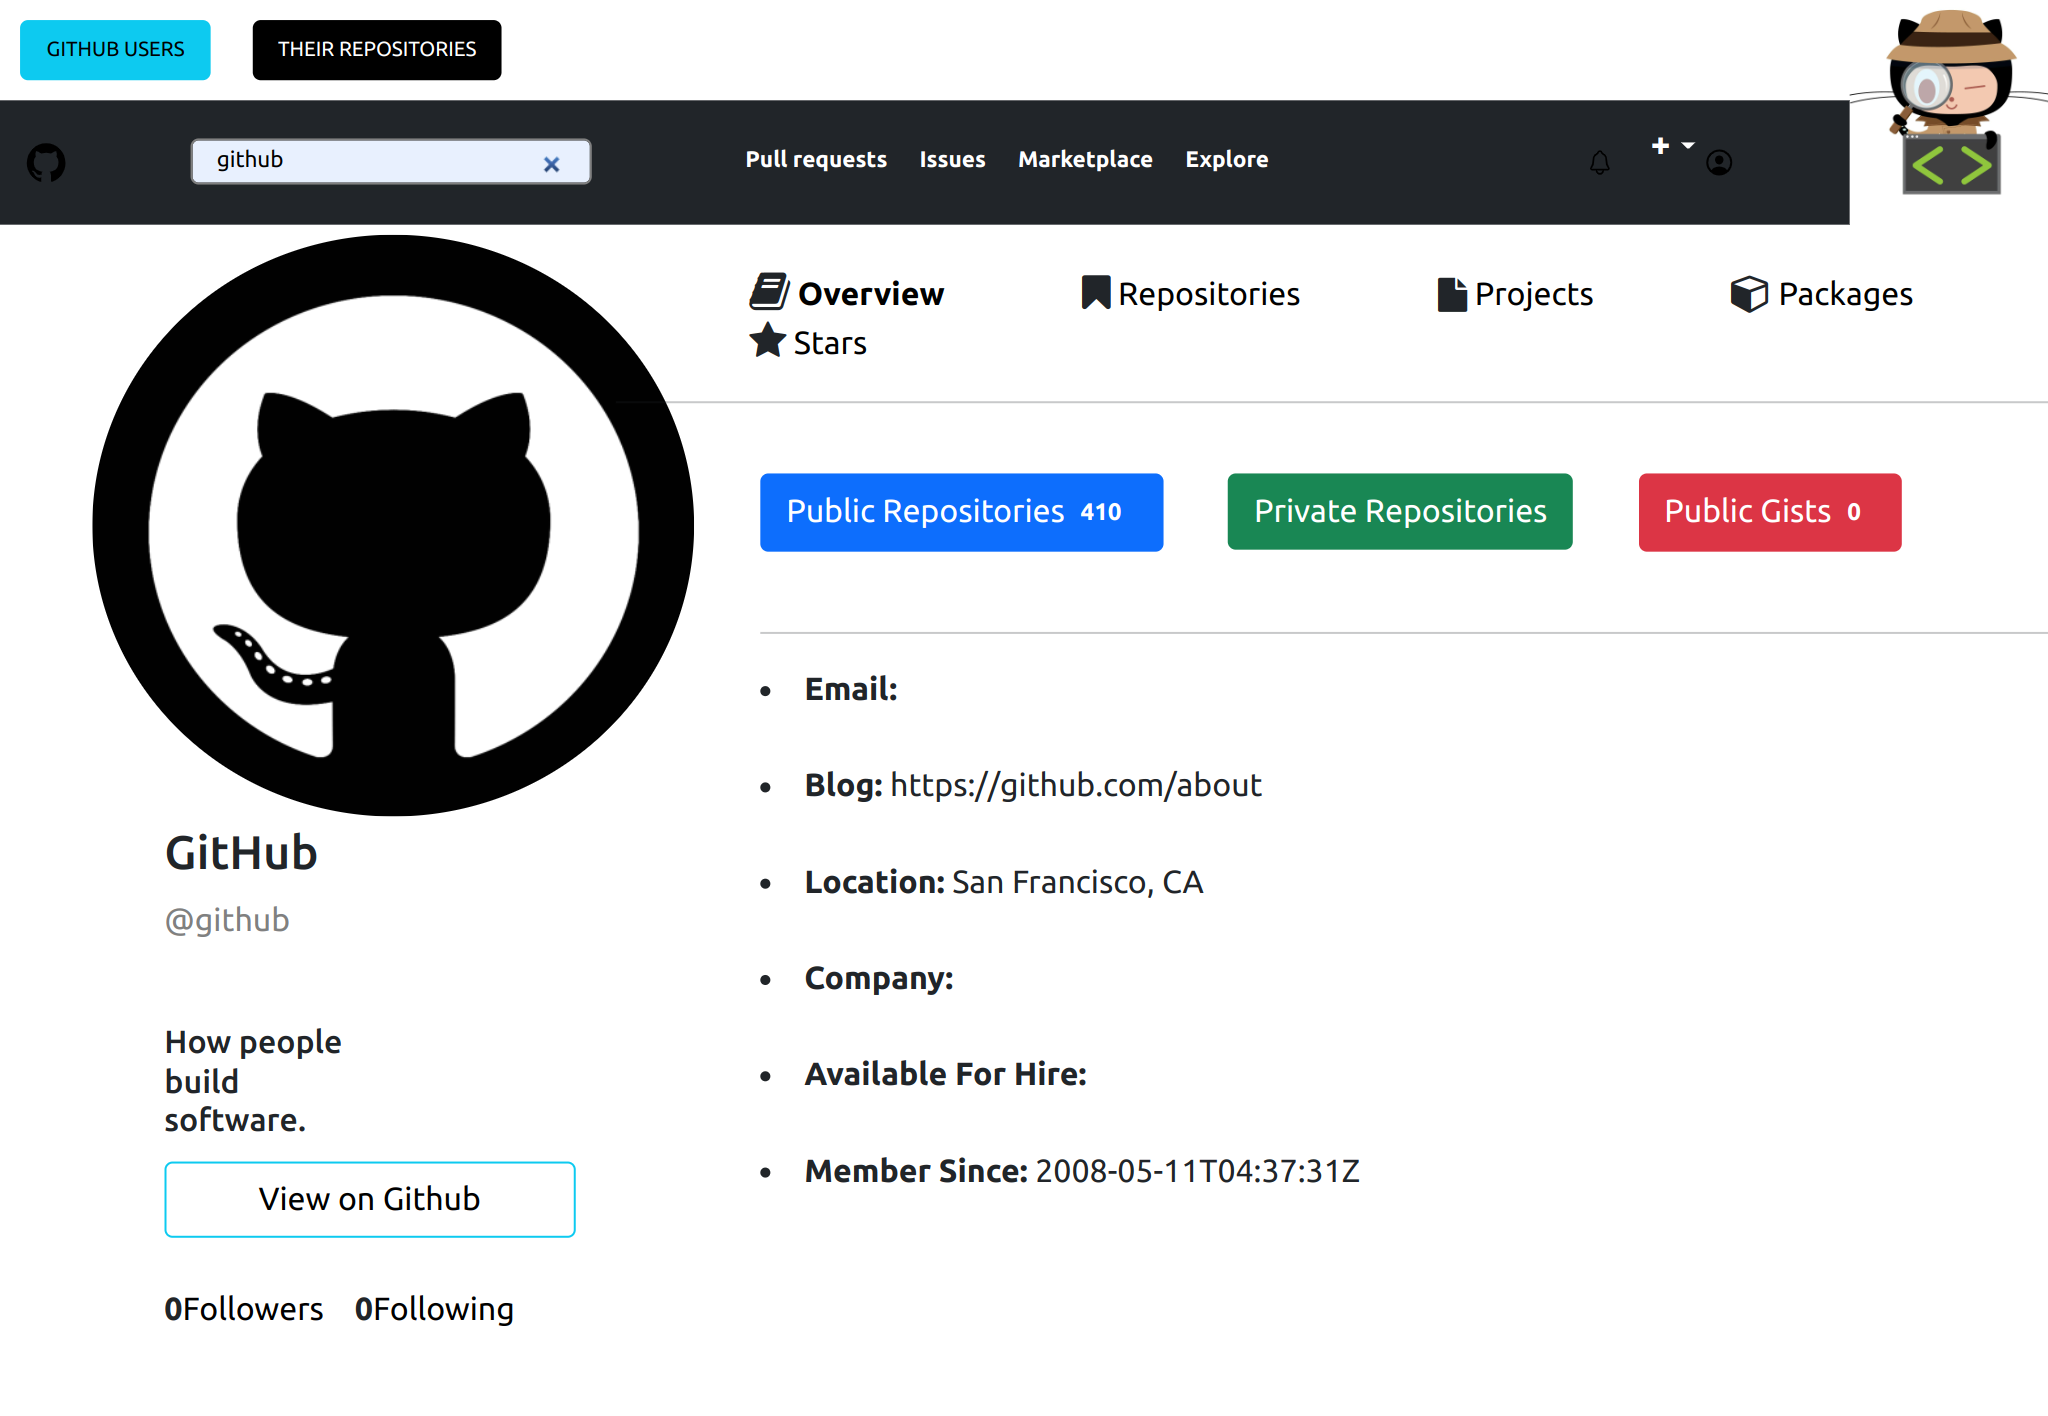 GITHUB USERS THEIR REPOSITORIES
github Pull requests Issues Marketplace Explore
Overview Repositories Projects Packages
Stars
Public Repositories 410 Private Repositories Public Gists 0
Email:
Blog: https://github.com/about
Location: San Francisco, CA
Company:
Available For Hire:
Member Since: 2008-05-11T04:37:31Z
GitHub
@github
How people
build
software.
View on Github
0Followers 0Following